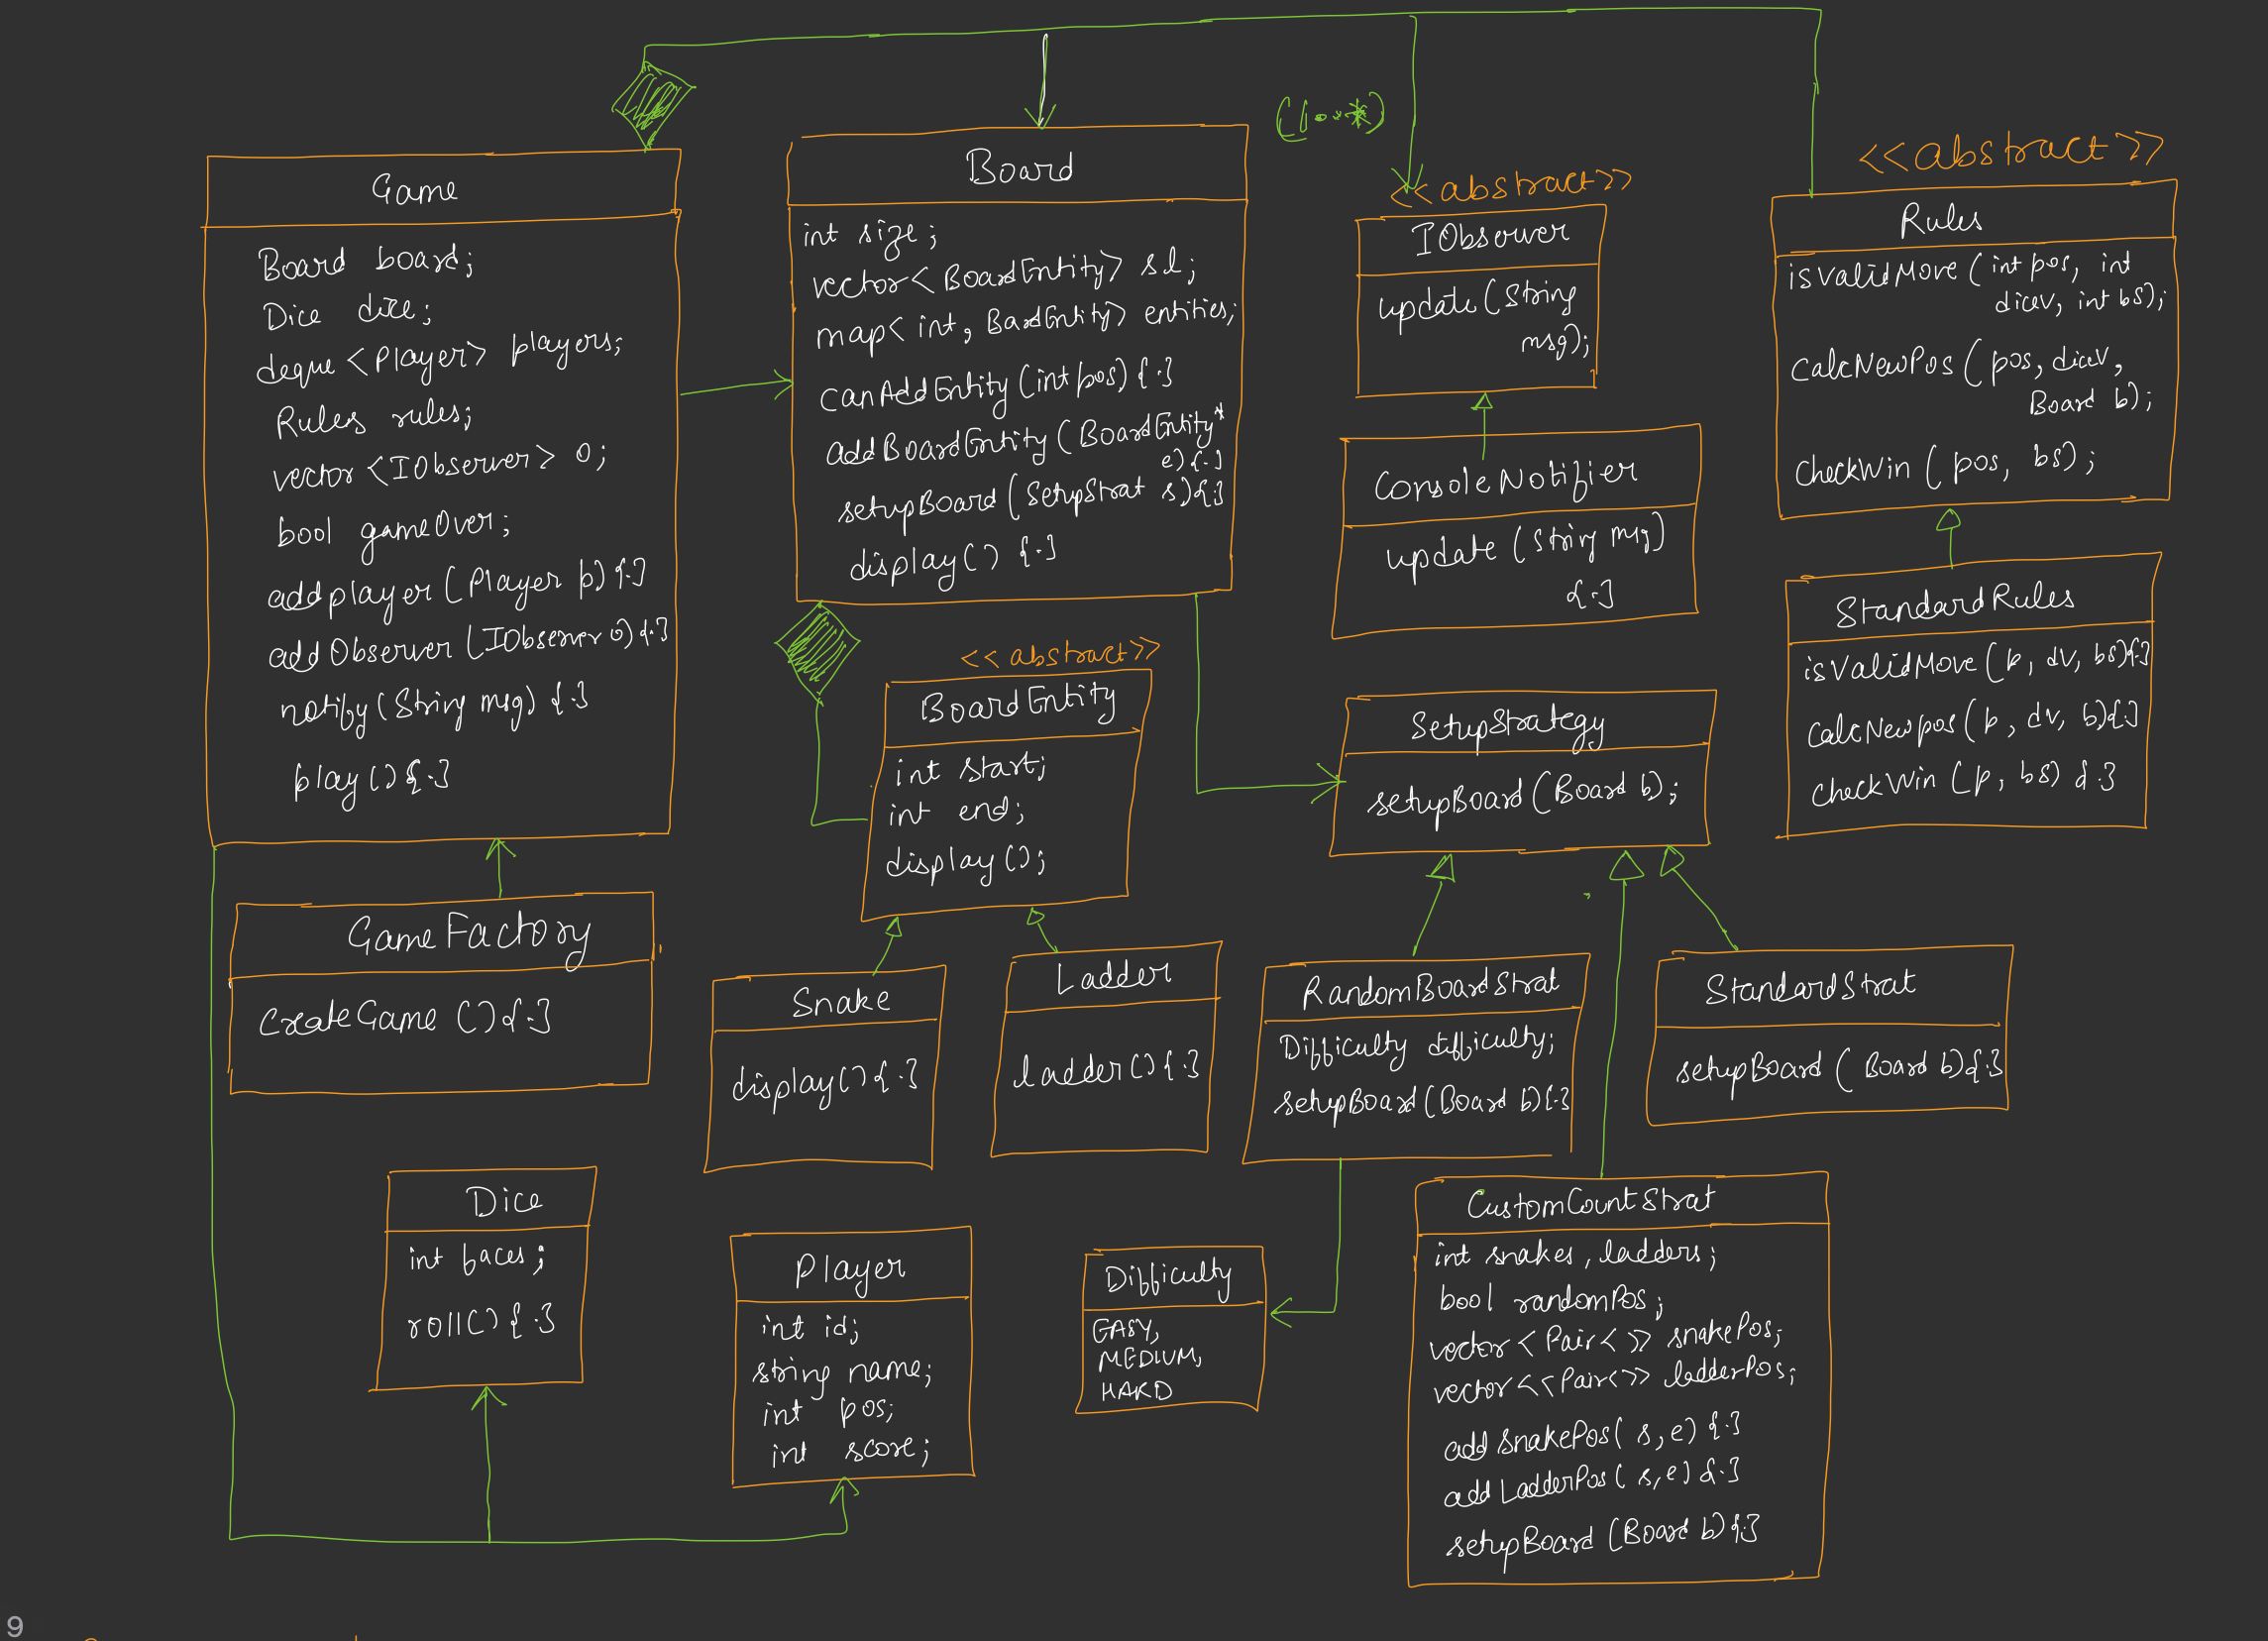 Game
Board board;
Dice dice;
deque <Player> players;
Rules rules;
vector <IObserver> o;
bool gameOver;
addplayer (Player p) {.}
addObserver (IObserver o) {.}
notify (String msg) {.}
play () {.}
Board
int size;
vector<BoardEntity> sl;
map< int, BoardEntity> entities;
canAddEntity (int pos) {.}
addBoardEntity (BoardEntity*
e) {.}
setupBoard (SetupStrat s) {.}
display () {.}
(1..*)
<<abstract>>
IObserver
update (String
msg);
ConsoleNotifier
update (String msg)
{.}
<<abstract>>
Rules
isValidMove (int pos, int
dicev, int bs);
calcNewPos (pos, dicev,
Board b);
checkWin (pos, bs);
StandardRules
isValidMove (p, dv, bs) {.}
calcNewpos (p, dv, b) {.}
checkWin (p, bs) {.}
<<abstract>>
BoardEntity
int start;
int end;
display ();
SetupStrategy
setupBoard (Board b);
GameFactory
CreateGame () {.}
Snake
display () {.}
Ladder
ladder () {.}
RandomBoardStrat
Difficulty difficulty;
setupBoard (Board b) {.}
StandardStrat
setupBoard (Board b) {.}
Dice
int faces;
roll () {.}
Player
int id;
string name;
int pos;
int score;
Difficulty
EASY,
MEDIUM,
HARD
CustomCountStrat
int snakes, ladders;
bool randomPos;
vector <Pair<>> snakePos;
vector <<Pair<>> ladderPos;
add snakePos (s, e) {.}
add LadderPos (s, e) {.}
setupBoard (Board b) {.}
9